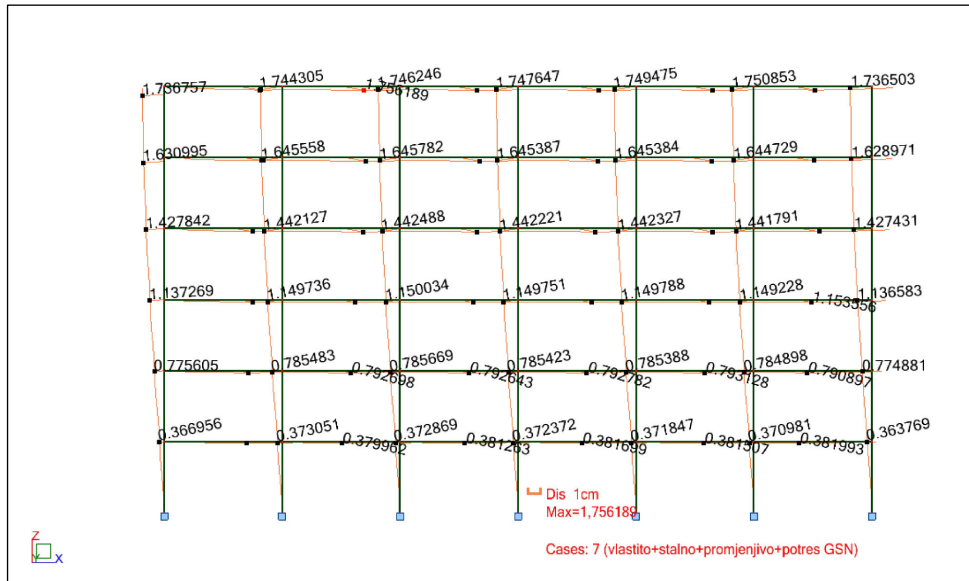 1.736757 1.744305 1.756189 1.746246 1.747647 1.749475 1.750853 1.736503
1.630995 1.645558 1.645782 1.645387 1.645384 1.644729 1.628971
1.427842 1.442127 1.442488 1.442221 1.442327 1.441791 1.427431
1.137269 1.149736 1.150034 1.149751 1.149788 1.149228 1.153556 1.136583
0.775605 0.785483 0.792698 0.785669 0.792643 0.785423 0.792782 0.785388 0.793128 0.784898 0.790897 0.774881
0.366956 0.373051 0.379962 0.372869 0.381263 0.372372 0.381699 0.371847 0.381307 0.370981 0.381993 0.363769
Dis 1cm
Max=1,756189
Cases: 7 (vlastito+stalno+promjenjivo+potres GSN)
Z
Y X